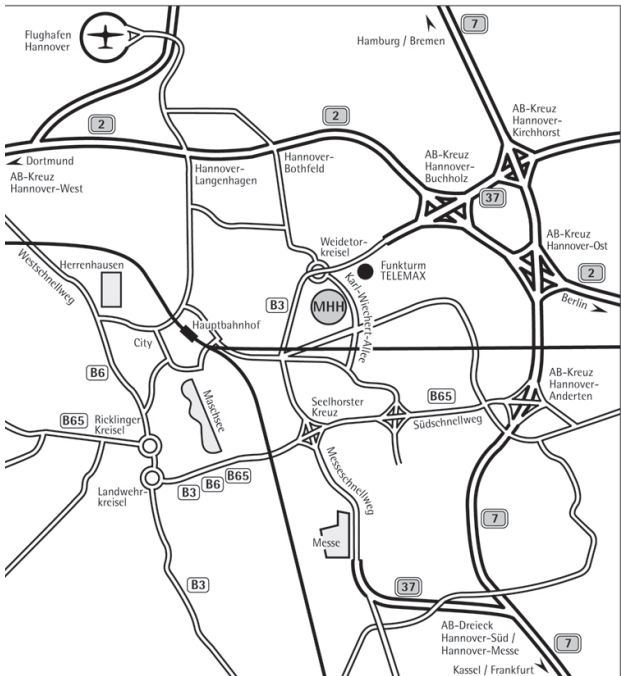 Flughafen
Hannover
7
Hamburg / Bremen
2
2
AB-Kreuz
Hannover-
Kirchhorst
Dortmund
AB-Kreuz
Hannover-West
Hannover-
Langenhagen
Hannover-
Bothfeld
AB-Kreuz
Hannover-
Buchholz
37
AB-Kreuz
Hannover-Ost
Weidetor-
kreisel
Funkturm
TELEMAX
2
Berlin
Westschnellweg
Herrenhausen
B3
MHH
Karl-Wiechert-Allee
Hauptbahnhof
City
B6
Maschsee
AB-Kreuz
Hannover-
Anderten
Seelhorster
Kreuz
B65
Südschnellweg
B65
Ricklinger
Kreisel
B3
B6
B65
Landwehr-
kreisel
Messeschnellweg
Messe
7
B3
37
AB-Dreieck
Hannover-Süd /
Hannover-Messe
7
Kassel / Frankfurt